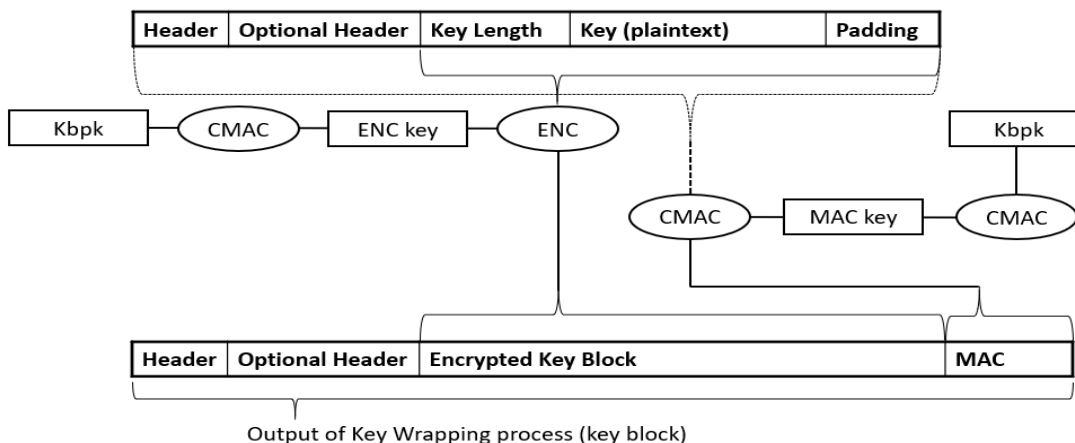 Header Optional Header Key Length Key (plaintext) Padding
Kbpk CMAC ENC key ENC Kbpk
CMAC MAC key CMAC
Header Optional Header Encrypted Key Block MAC
Output of Key Wrapping process (key block)